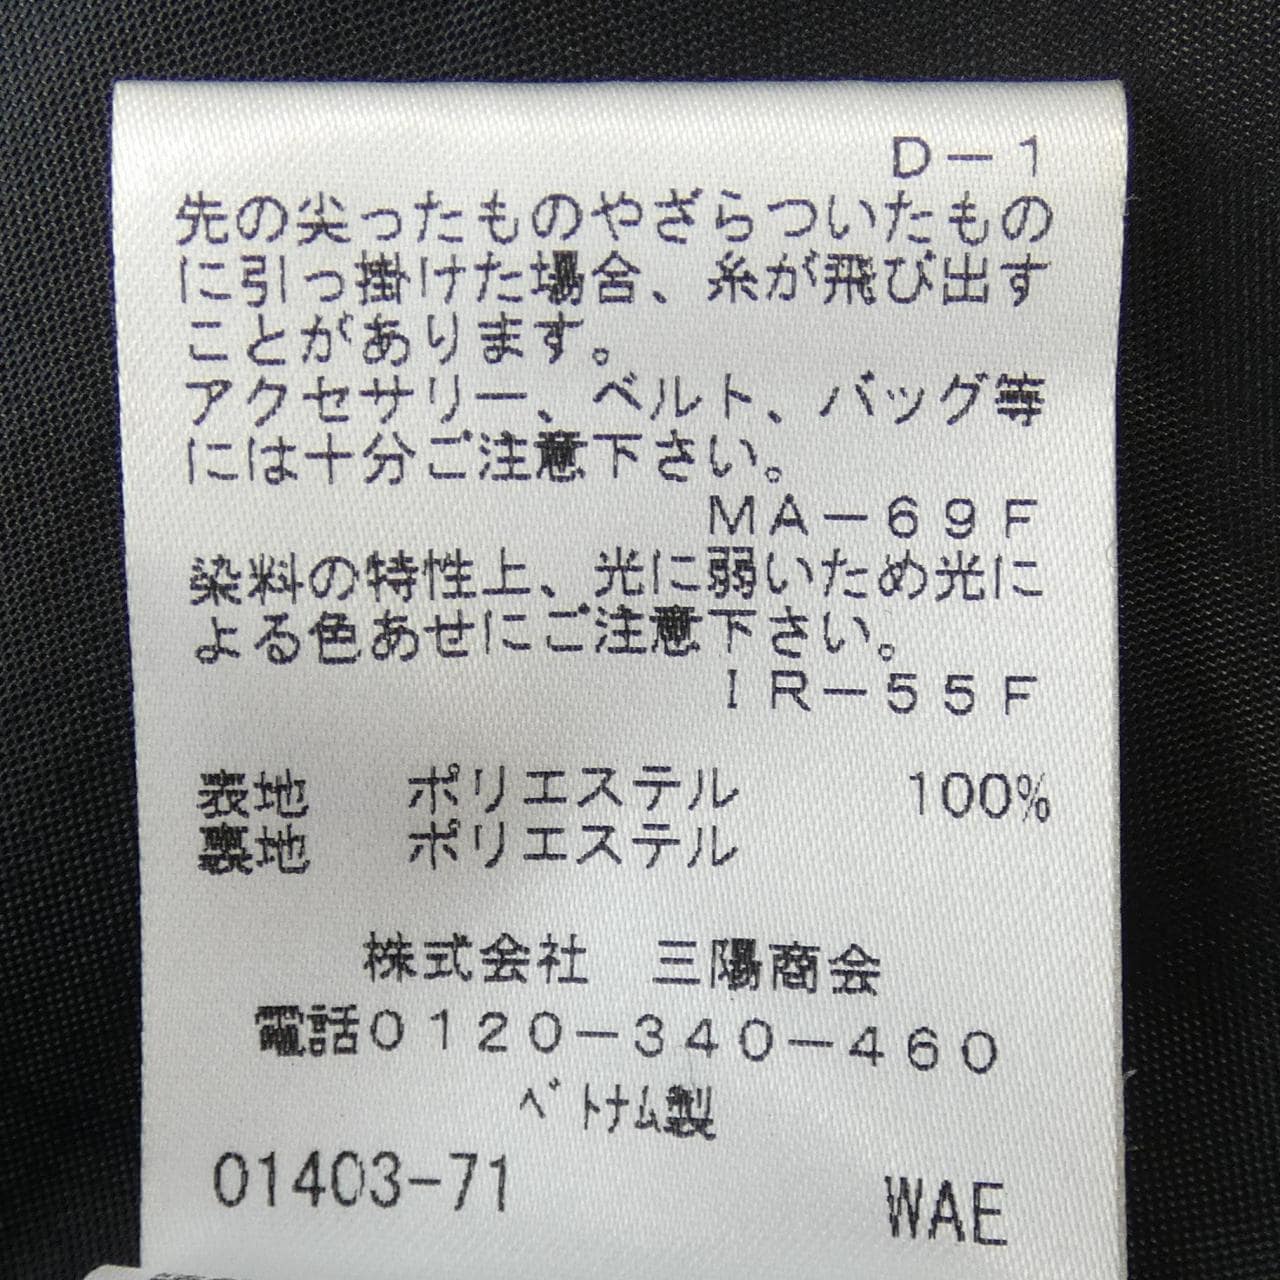 D-1
先の尖ったものやざらついたもの
に引っ掛けた場合、糸が飛び出す
ことがあります。
アクセサリー、ベルト、バッグ等
には十分ご注意下さい。
MA-69F
染料の特性上、光に弱いため光に
よる色あせにご注意下さい。
IR-55F
表地 ポリエステル 100%
裏地 ポリエステル
株式会社 三陽商会
電話0120-340-460
ベトナム製
01403-71 WAE